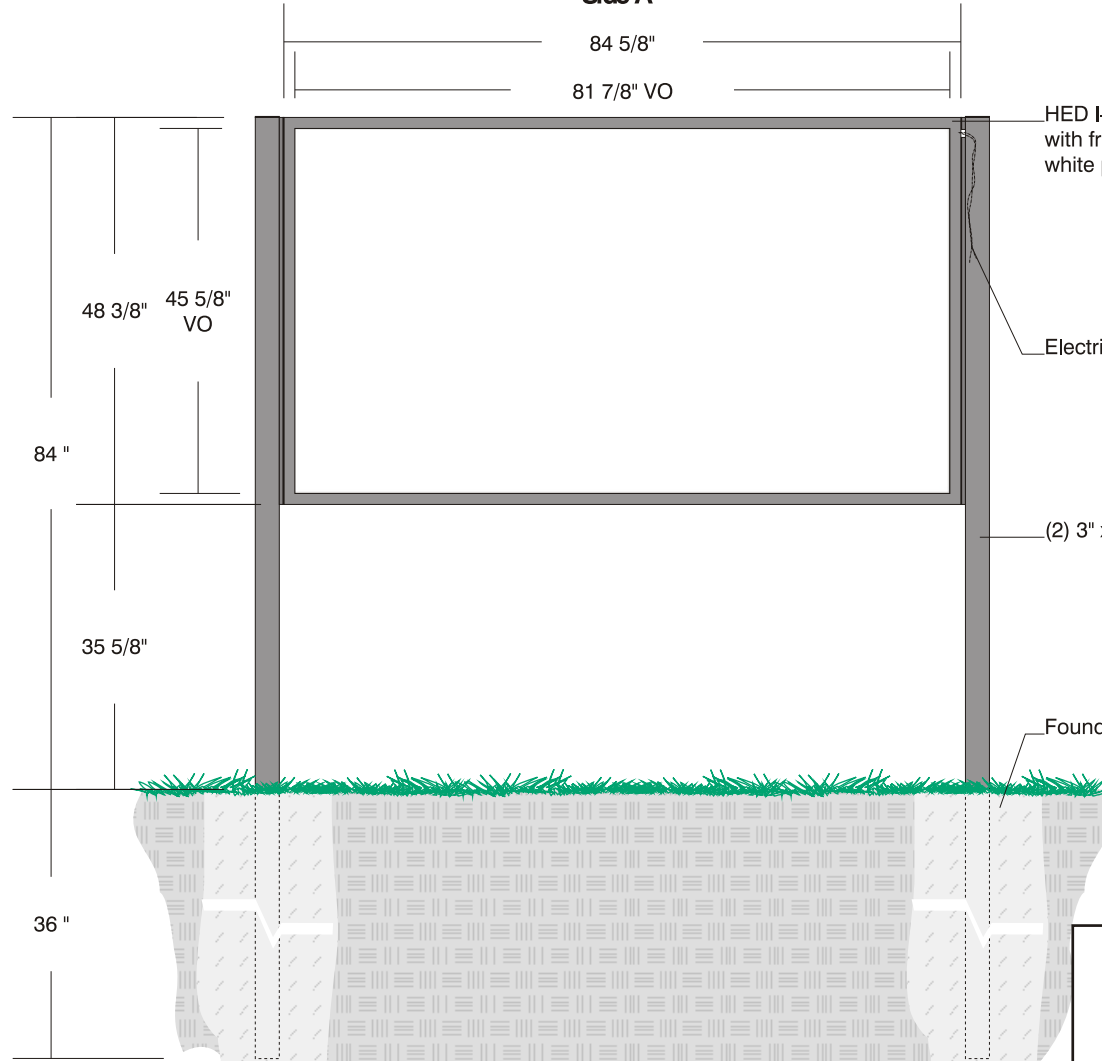 Side A
84 5/8"
81 7/8" VO
HED
with
white
48 3/8"
45 5/8"
VO
Electri
84 "
(2) 3"
35 5/8"
Found
36 "